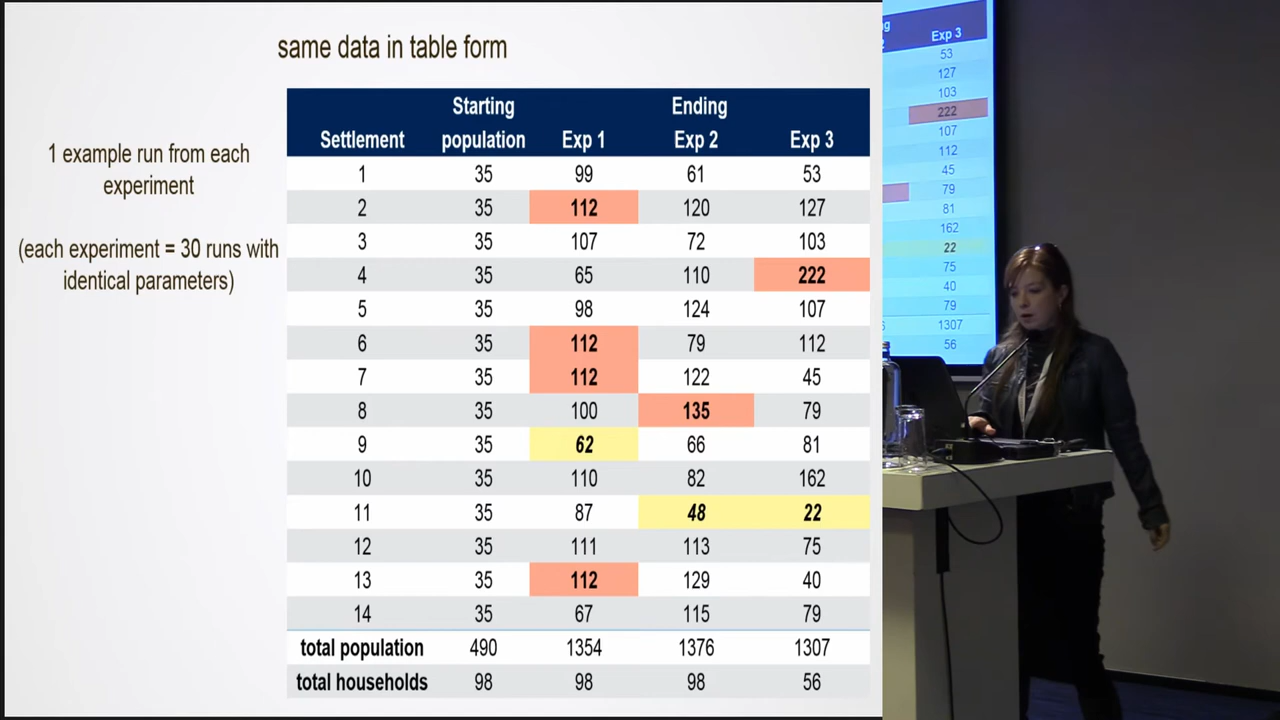 same data in table form
1 example run from each
experiment
(each experiment = 30 runs with
identical parameters)
Starting Ending
Settlement population Exp 1 Exp 2 Exp 3
1 35 99 61 53
2 35 112 120 127
3 35 107 72 103
4 35 65 110 222
5 35 98 124 107
6 35 112 79 112
7 35 112 122 45
8 35 100 135 79
9 35 62 66 81
10 35 110 82 162
11 35 87 48 22
12 35 111 113 75
13 35 112 129 40
14 35 67 115 79
total population 490 1354 1376 1307
total households 98 98 98 56
Exp 3
53
127
103
222
107
112
45
79
81
162
22
75
40
79
1307
56